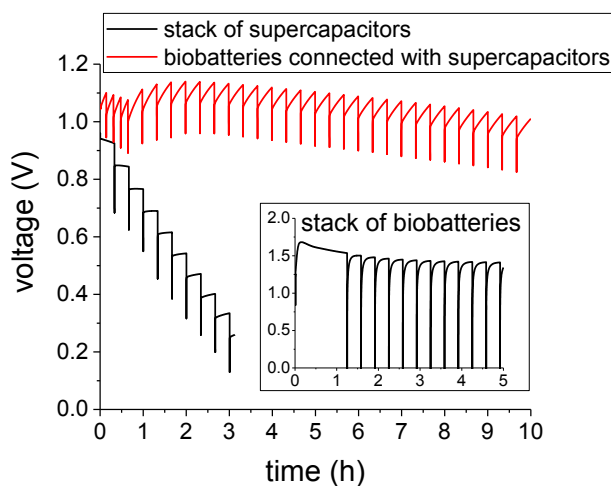 stack of supercapacitors
biobatteries connected with supercapacitors
1.2
1.0
0.8
0.6
0.4
0.2
0.0
voltage (V)
stack of biobatteries
2.0
1.5
1.0
0.5
0.0
0 1 2 3 4 5
0 1 2 3 4 5 6 7 8 9 10
time (h)